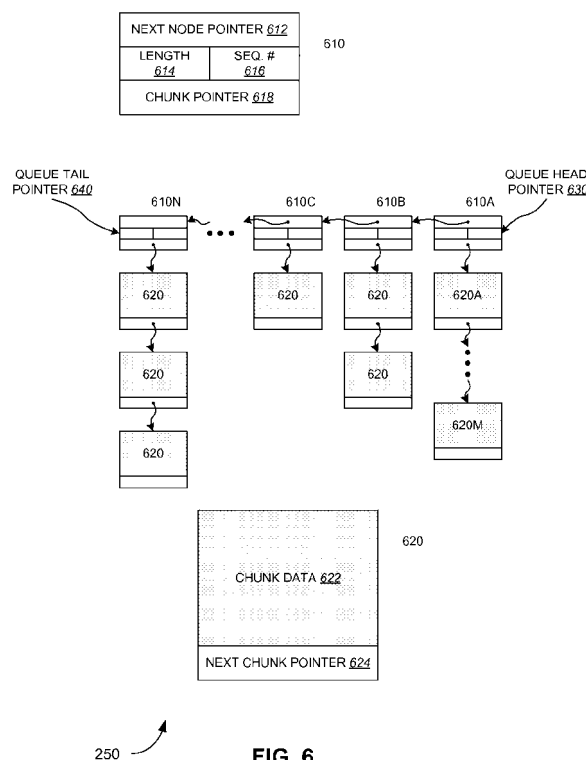 NEXT NODE POINTER 612
610
LENGTH
614
SEQ. #
616
CHUNK POINTER 618
QUEUE TAIL
POINTER 640
QUEUE HEAD
POINTER 630
610N
610C
610B
610A
620
620
620
620A
620
620
620M
620
620
CHUNK DATA 622
NEXT CHUNK POINTER 624
250
FIG. 6